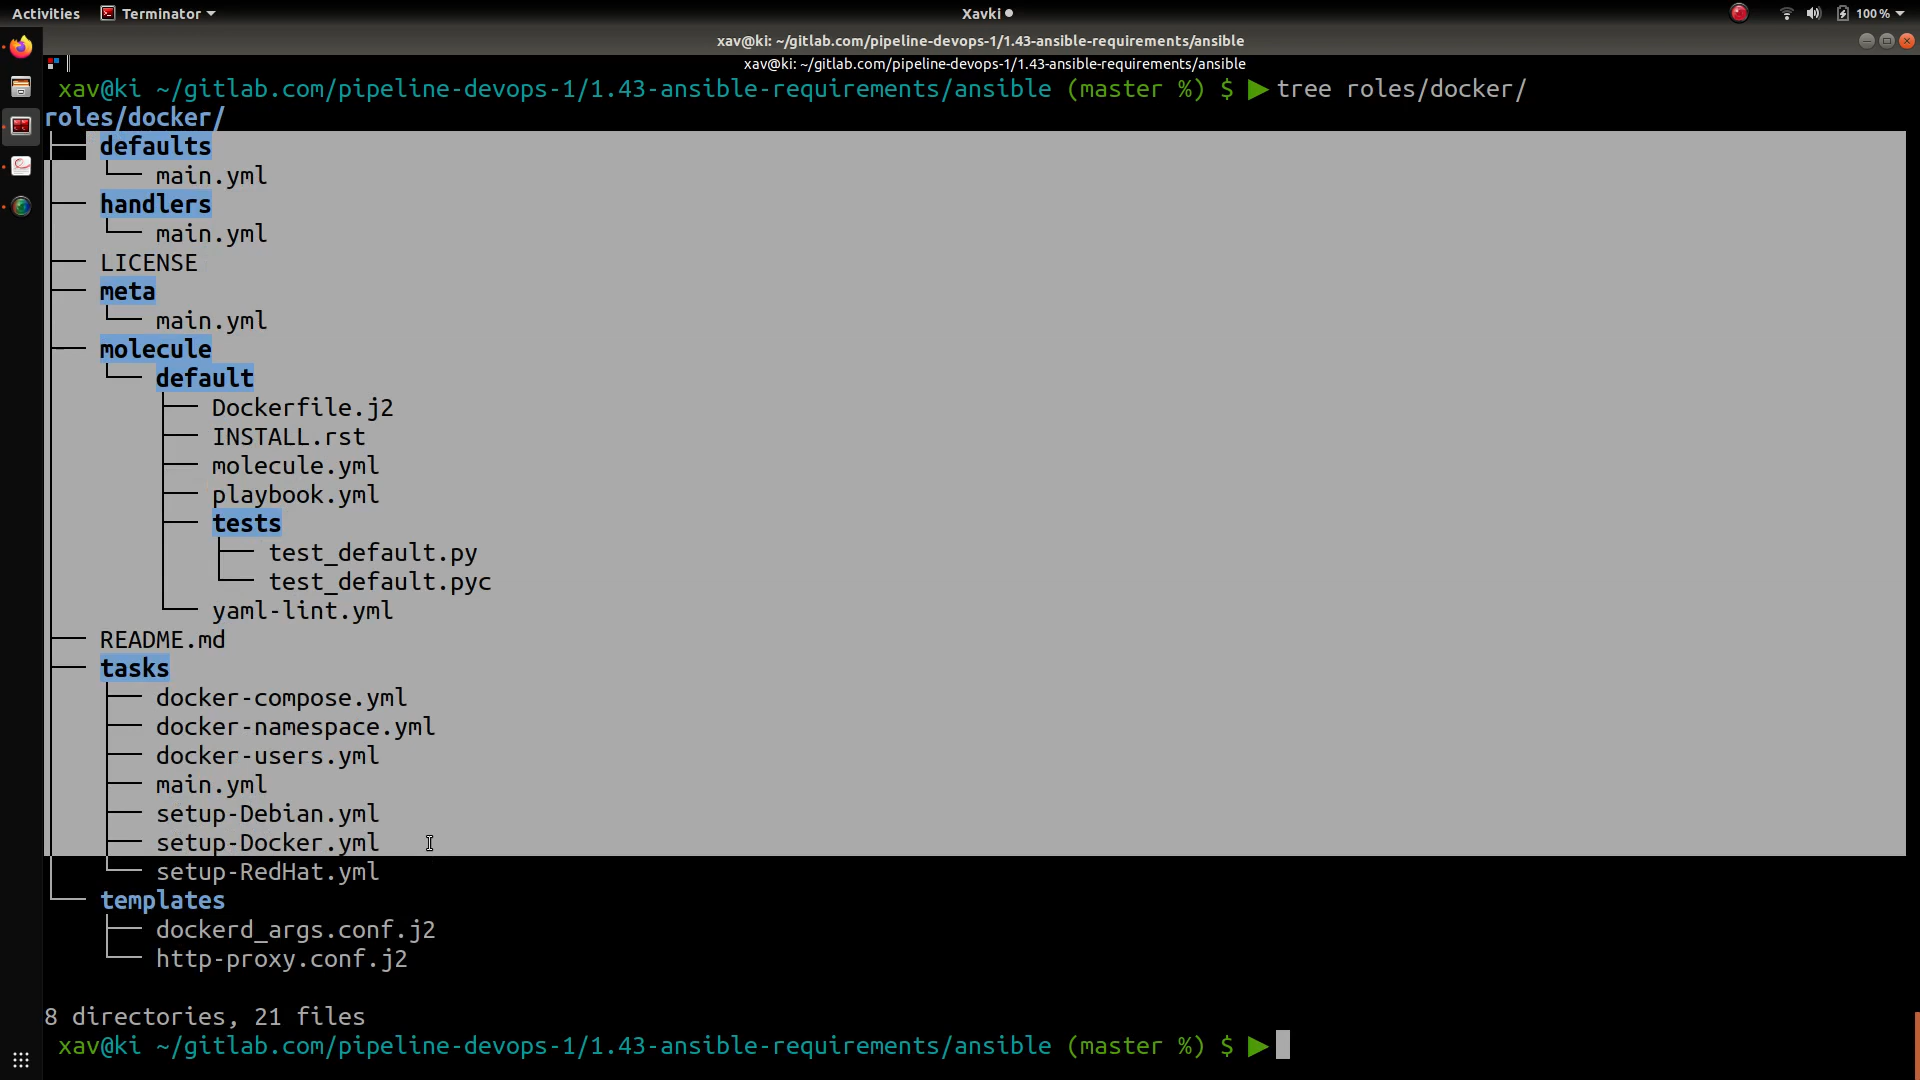 Activities Terminator Xavki 100%
xav@ki: ~/gitlab.com/pipeline-devops-1/1.43-ansible-requirements/ansible
xav@ki: ~/gitlab.com/pipeline-devops-1/1.43-ansible-requirements/ansible
xav@ki ~/gitlab.com/pipeline-devops-1/1.43-ansible-requirements/ansible (master %) $ ▶tree roles/docker/
roles/docker/
├── defaults
│   └── main.yml
├── handlers
│   └── main.yml
├── LICENSE
├── meta
│   └── main.yml
├── molecule
│   └── default
│       ├── Dockerfile.j2
│       ├── INSTALL.rst
│       ├── molecule.yml
│       ├── playbook.yml
│       ├── tests
│       │   ├── test_default.py
│       │   └── test_default.pyc
│       └── yaml-lint.yml
├── README.md
├── tasks
│   ├── docker-compose.yml
│   ├── docker-namespace.yml
│   ├── docker-users.yml
│   ├── main.yml
│   ├── setup-Debian.yml
│   ├── setup-Docker.yml
│   └── setup-RedHat.yml
└── templates
    ├── dockerd_args.conf.j2
    └── http-proxy.conf.j2
8 directories, 21 files
xav@ki ~/gitlab.com/pipeline-devops-1/1.43-ansible-requirements/ansible (master %) $ ▶